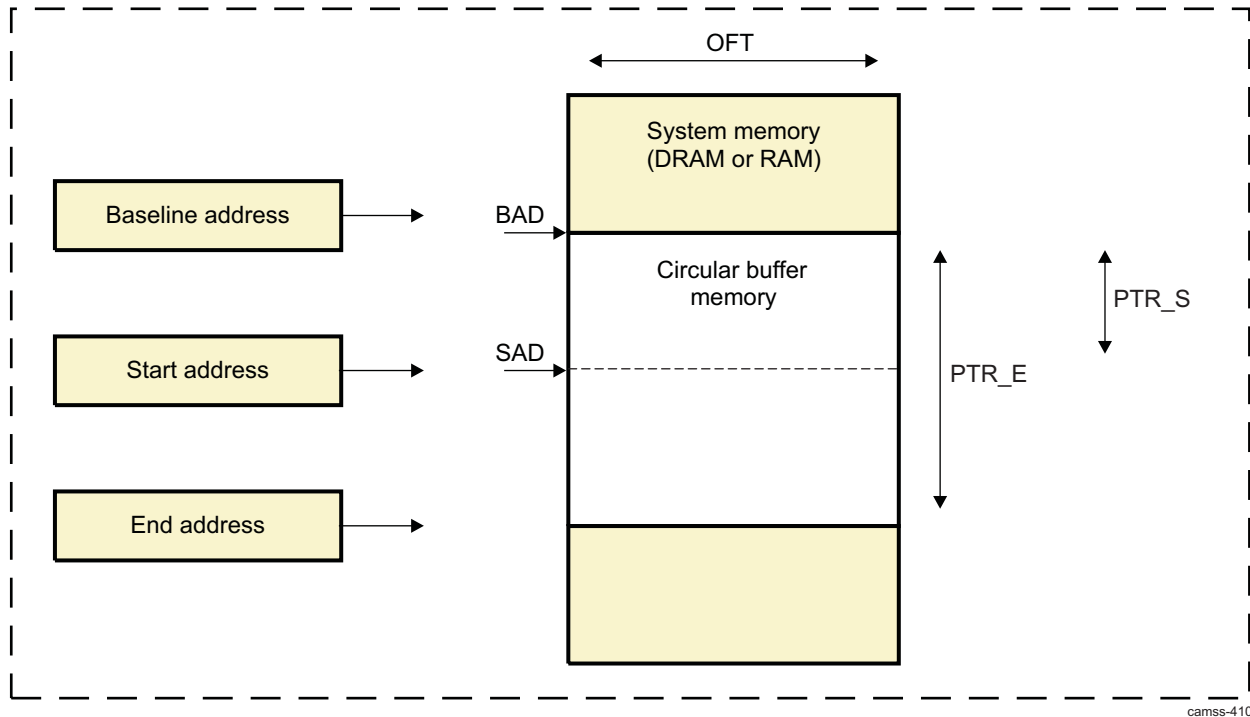 OFT
System memory
(DRAM or RAM)
Baseline address
BAD
Circular buffer
memory
PTR_S
Start address
SAD
PTR_E
End address
camss-410